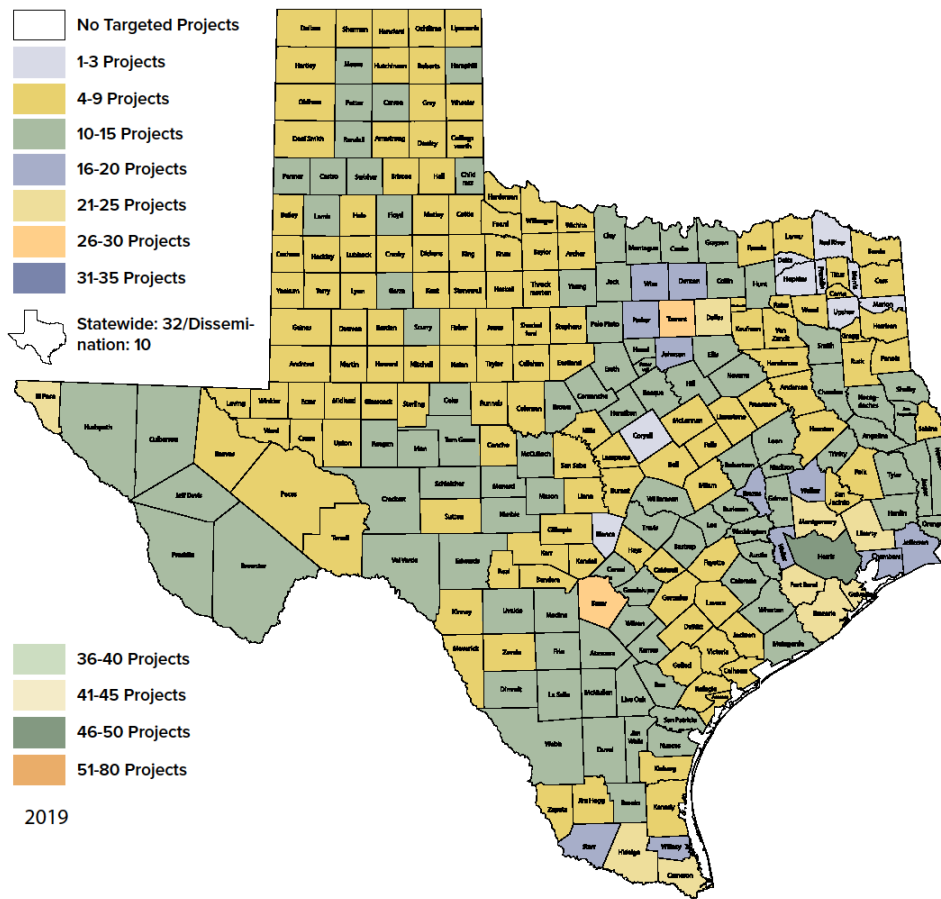 No Targeted Projects
1-3 Projects
4-9 Projects
10-15 Projects
16-20 Projects
21-25 Projects
26-30 Projects
31-35 Projects
Statewide: 32/Dissemi-
nation: 10
Dallam Sherman Hansford Ochiltree Lipscomb
Hartley Moore Hutchinson Roberts Hemphill
Oldham Potter Carson Gray Wheeler
Deaf Smith Randall Armstrong Donley Collings
worth
Parmer Castro Swisher Briscoe Hall Child
ress
Hardeman
Bailey Lamb Hale Floyd Motley Cottle Foard Wilbarger Wichita
Clay Montague Cooke Grayson Fannin Lamar Red River Bowie
Cochran Hockley Lubbock Crosby Dickens King Knox Baylor Archer
Delta Hopkins Titus Morris Cass
Yoakum Terry Lynn Garza Kent Stonewall Haskell Throck
morton Young Jack Wise Denton Collin Hunt
Rains Wood Camp Upshur Marion
Gaines Dawson Borden Scurry Fisher Jones Shackel
ford Stephens Palo Pinto Parker Tarrant Dallas Kaufman Van
Zandt Gregg Harrison
Andrews Martin Howard Mitchell Nolan Taylor Callahan Eastland Erath Hood Johnson Ellis Henderson Smith Rusk Panola
El Paso Hudspeth Culberson Loving Winkler Ector Midland Glasscock Sterling Coke Runnels Coleman Brown Comanche Hamilton Bosque Hill Navarro Anderson Cherokee Nacog-
doches Shelby
Reeves Ward Crane Upton Reagan Irion Tom Green Concho McCulloch San Saba Mills Lampasas Coryell McLennan Limestone Freestone Leon Houston Angelina Sabine
Jeff Davis Pecos Crockett Schleicher Menard Mason Llano Burnet Bell Falls Milam Robertson Madison Trinity Polk Tyler
Presidio Brewster Terrell Sutton Kimble Gillespie Blanco Williamson Travis Lee Burleson Brazos Grimes Walker San
Jacinto Hardin Orange
Val Verde Edwards Real Kerr Kendall Bandera Hays Comal Caldwell Bastrop Fayette Washington Austin Montgomery Liberty Jefferson
Kinney Uvalde Medina Bexar Guadalupe Gonzales Lavaca Colorado Harris Chambers
Fort Bend Galveston
Maverick Zavala Frio Atascosa Wilson Karnes DeWitt Jackson Wharton Brazoria Matagorda
Dimmit La Salle McMullen Live Oak Bee Goliad Victoria Calhoun Refugio
Webb Duval Jim
Wells San Patricio Nueces
Kleberg
Zapata Jim Hogg Brooks Kenedy
Starr Hidalgo Willacy
Cameron
36-40 Projects
41-45 Projects
46-50 Projects
51-80 Projects
2019